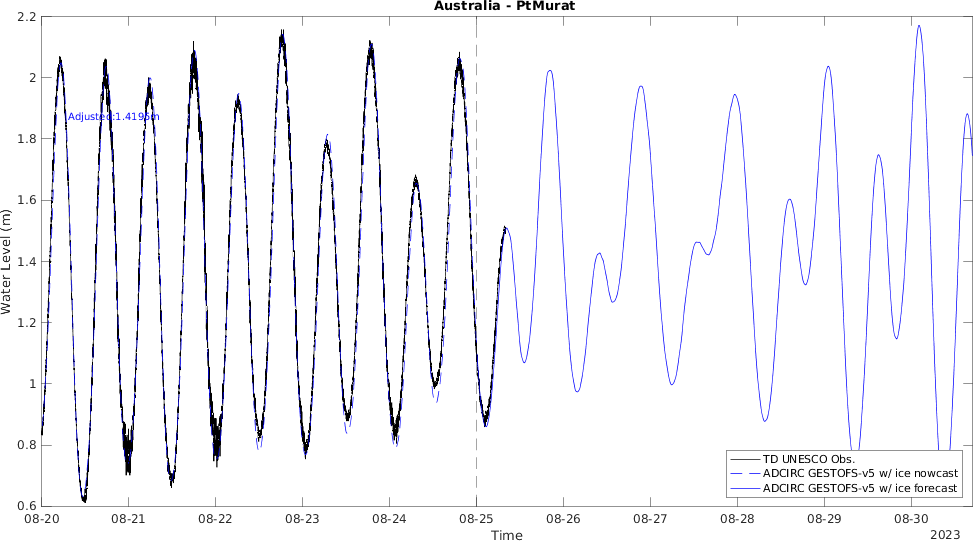 Australia - PtMurat
2.2
2
1.8
1.6
1.4
1.2
1
0.8
0.6
Water Level (m)
Adjusted:1.4195m
TD UNESCO Obs.
ADCIRC GESTOFS-v5 w/ ice nowcast
ADCIRC GESTOFS-v5 w/ ice forecast
08-20 08-21 08-22 08-23 08-24 08-25 08-26 08-27 08-28 08-29 08-30
Time
2023